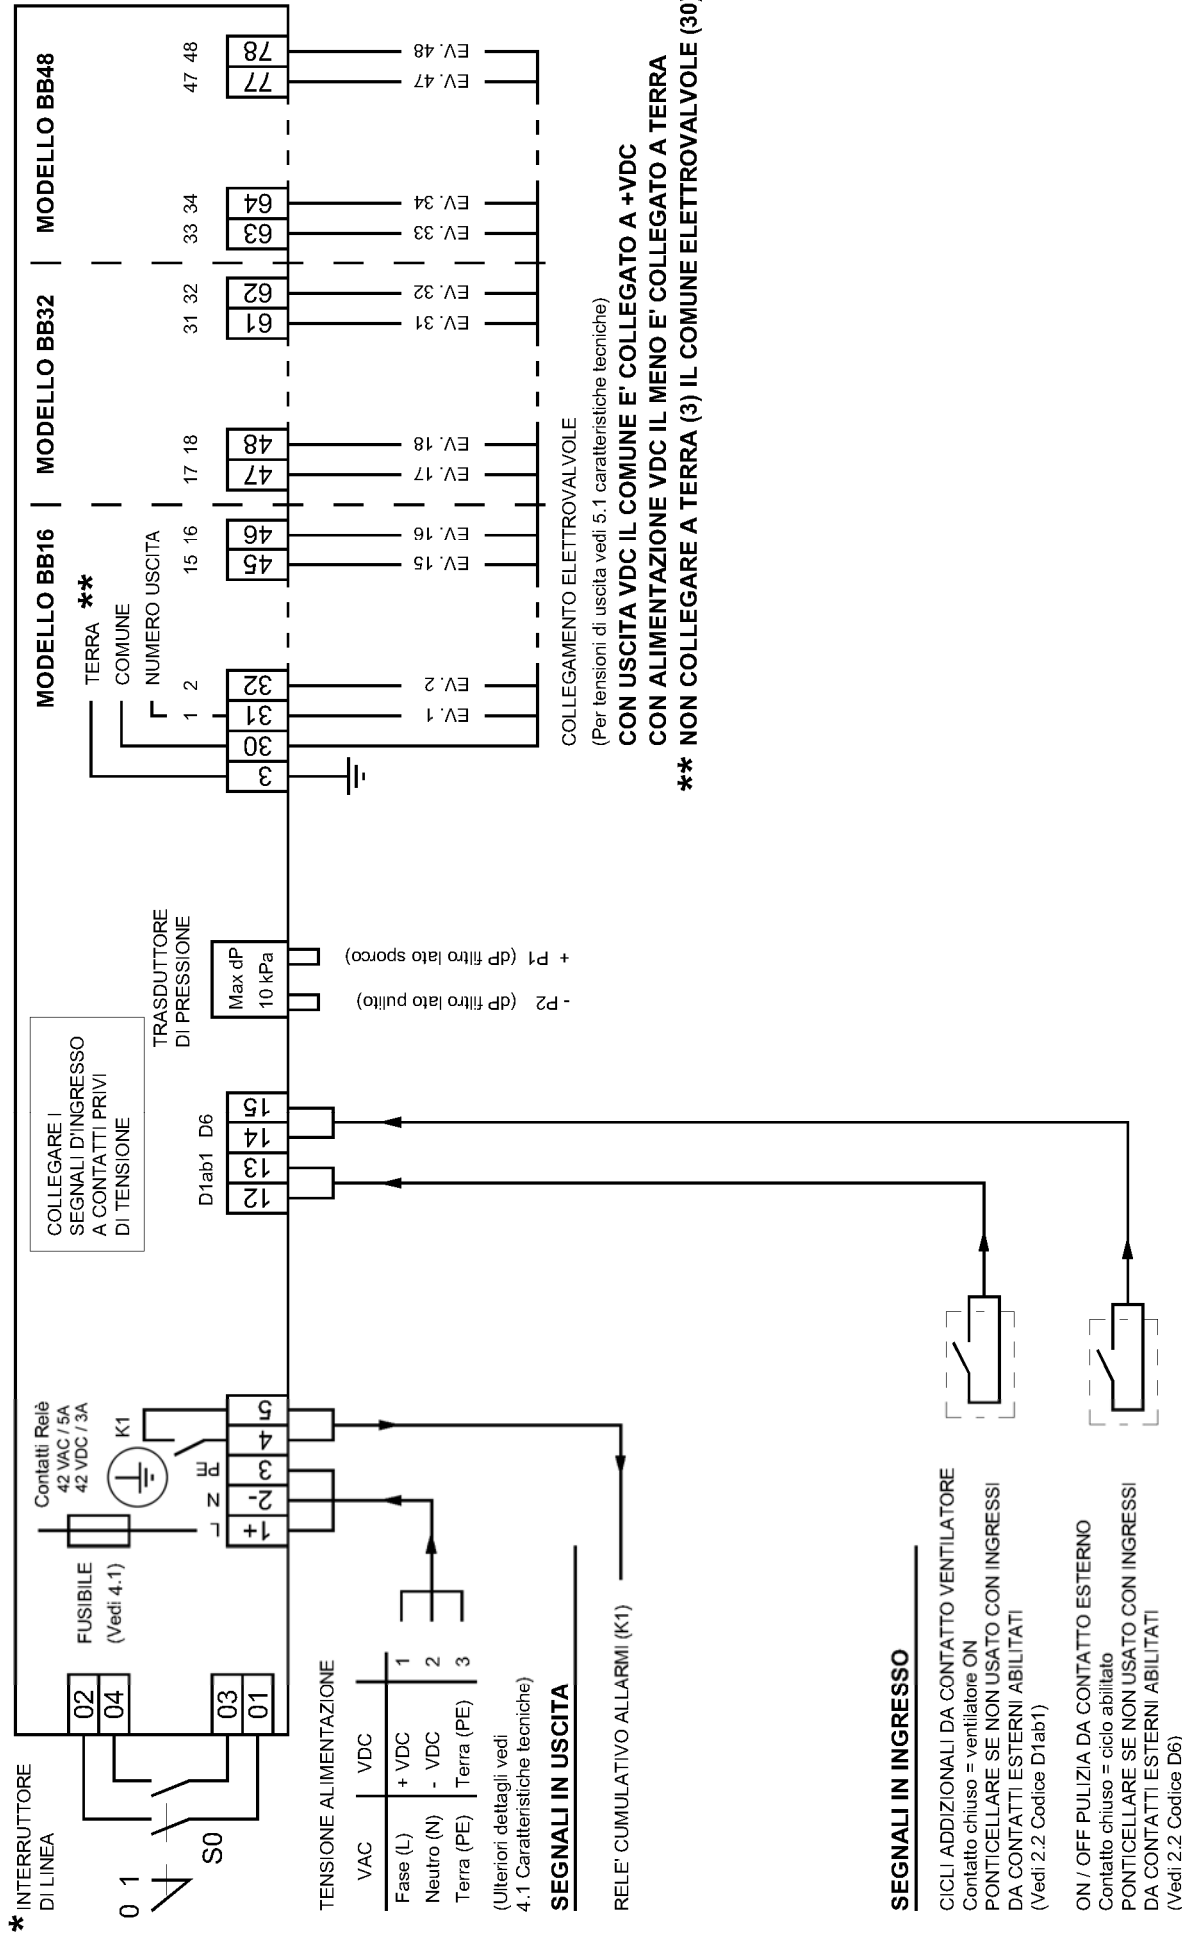 * INTERRUTTORE
DI LINEA
0 1
S0
02
04
03
01
FUSIBILE
(Vedi 4.1)
Contatti Relè
42 VAC / 5A
42 VDC / 3A
K1
L
N
PE
1+
2-
3
4
5
COLLEGARE I
SEGNALI D'INGRESSO
A CONTATTI PRIVI
DI TENSIONE
D1ab1 D6
12
13
14
15
TRASDUTTORE
DI PRESSIONE
Max dP
10 kPa
- P2 (dP filtro lato pulito)
+ P1 (dP filtro lato sporco)
MODELLO BB16
MODELLO BB32
MODELLO BB48
TERRA **
COMUNE
NUMERO USCITA
1 2
15 16
17 18
31 32
33 34
47 48
3
30
31
32
45
46
47
48
61
62
63
64
77
78
EV. 1
EV. 2
EV. 15
EV. 16
EV. 17
EV. 18
EV. 31
EV. 32
EV. 33
EV. 34
EV. 47
EV. 48
COLLEGAMENTO ELETTROVALVOLE
(Per tensioni di uscita vedi 5.1 caratteristiche tecniche)
CON USCITA VDC IL COMUNE E' COLLEGATO A +VDC
CON ALIMENTAZIONE VDC IL MENO E' COLLEGATO A TERRA
** NON COLLEGARE A TERRA (3) IL COMUNE ELETTROVALVOLE (30)
TENSIONE ALIMENTAZIONE
VAC VDC
Fase (L) + VDC 1
Neutro (N) - VDC 2
Terra (PE) Terra (PE) 3
(Ulteriori dettagli vedi
4.1 Caratteristiche tecniche)
SEGNALI IN USCITA
RELE' CUMULATIVO ALLARMI (K1)
SEGNALI IN INGRESSO
CICLI ADDIZIONALI DA CONTATTO VENTILATORE
Contatto chiuso = ventilatore ON
PONTICELLARE SE NON USATO CON INGRESSI
DA CONTATTI ESTERNI ABILITATI
(Vedi 2.2 Codice D1ab1)
ON / OFF PULIZIA DA CONTATTO ESTERNO
Contatto chiuso = ciclo abilitato
PONTICELLARE SE NON USATO CON INGRESSI
DA CONTATTI ESTERNI ABILITATI
(Vedi 2.2 Codice D6)